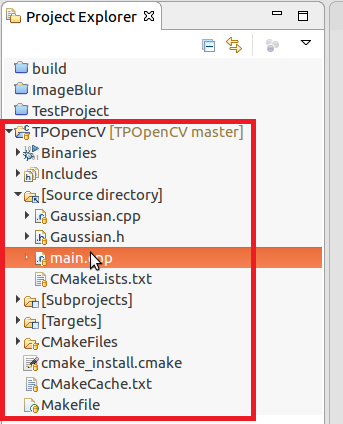 Project Explorer
build
ImageBlur
TestProject
TPOpenCV [TPOpenCV master]
Binaries
Includes
[Source directory]
Gaussian.cpp
Gaussian.h
main.cpp
CMakeLists.txt
[Subprojects]
[Targets]
CMakeFiles
cmake_install.cmake
CMakeCache.txt
Makefile